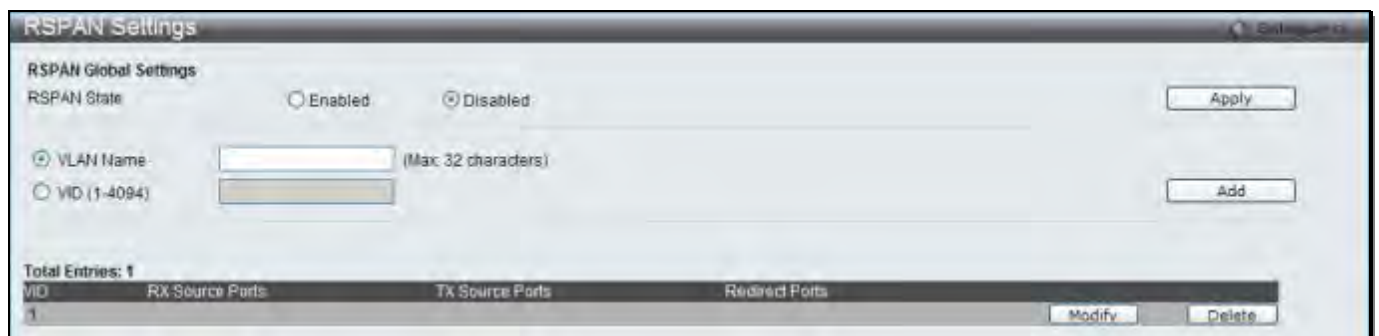 RSPAN Settings
RSPAN Global Settings
RSPAN State Enabled Disabled Apply
VLAN Name (Max: 32 characters)
VID (1-4094) Add
Total Entries: 1
VID RX Source Ports TX Source Ports Redirect Ports
1 Modify Delete